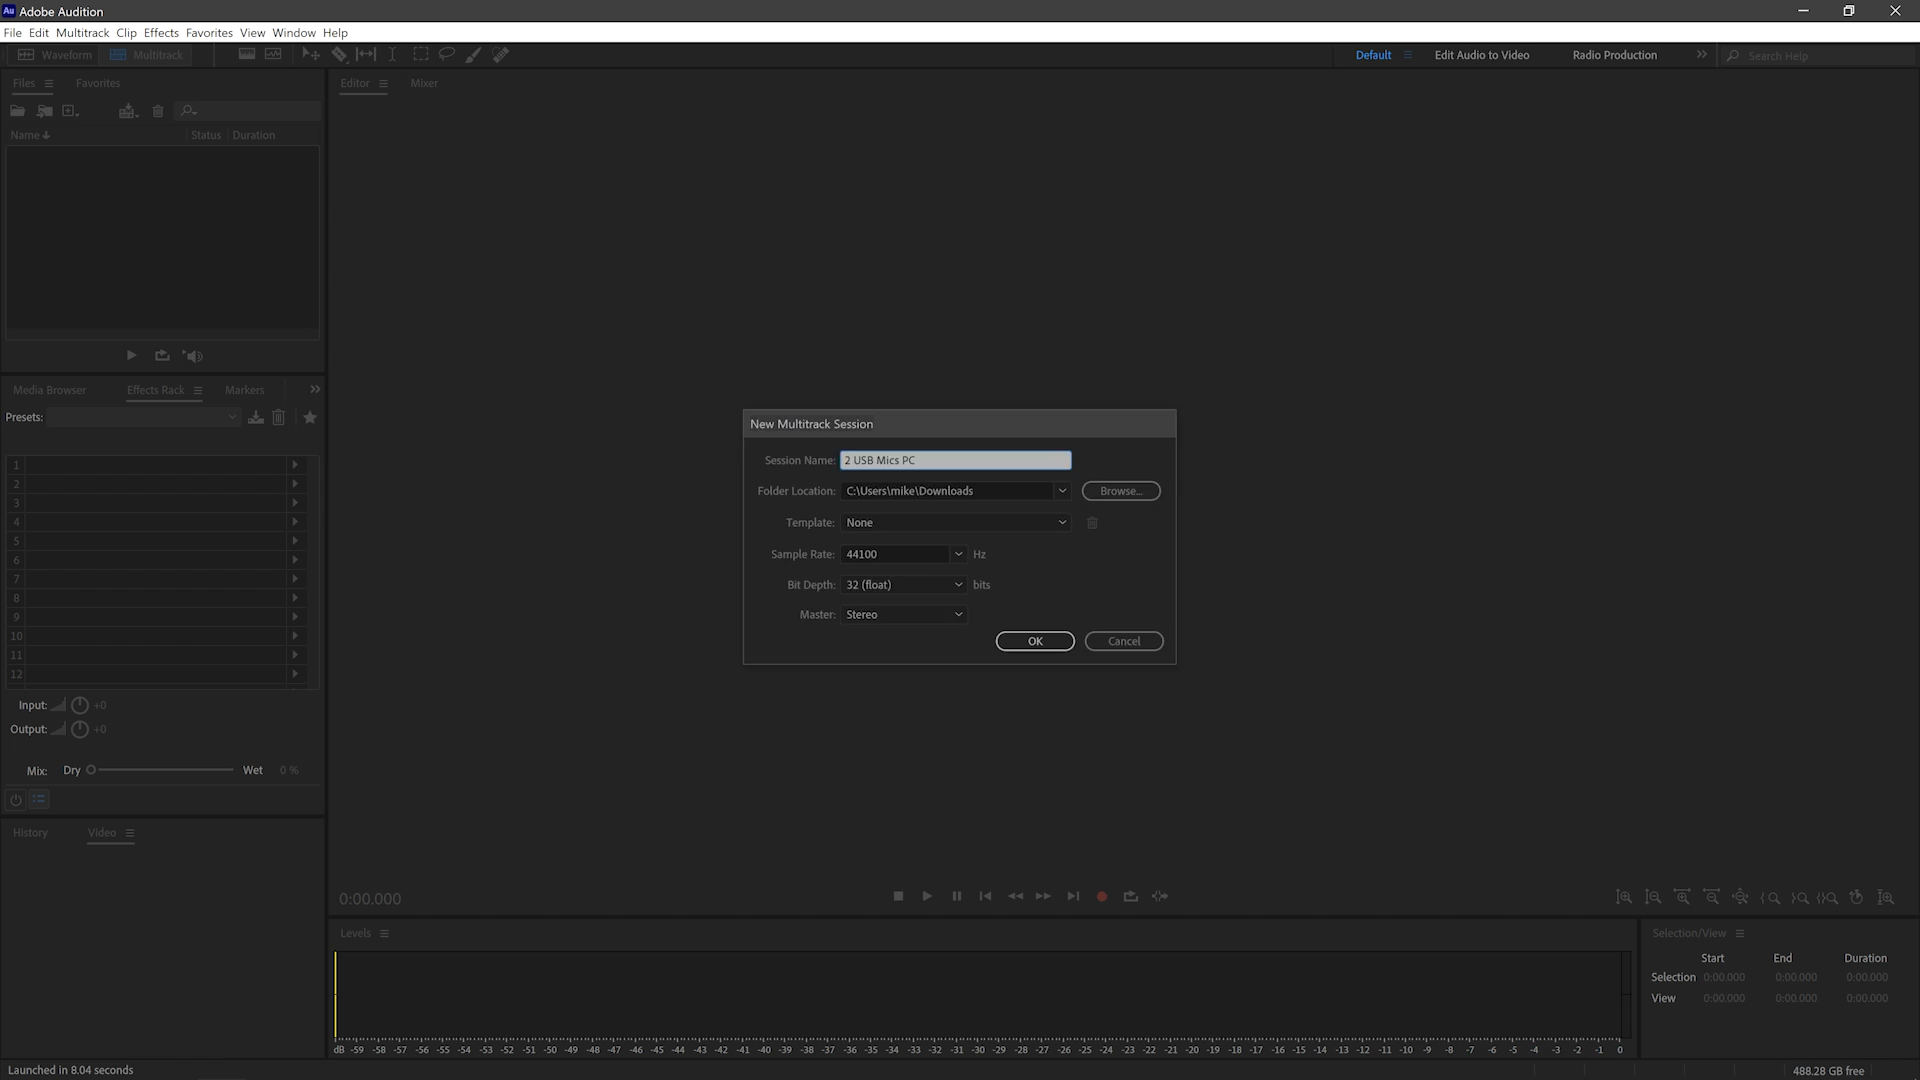 Au Adobe Audition
File Edit Multitrack Clip Effects Favorites View Window Help
Waveform Multitrack Default Edit Audio to Video Radio Production Search Help
Files Favorites
Editor Mixer
Name Status Duration
Media Browser Effects Rack Markers
Presets:
1
2
3
4
5
6
7
8
9
10
11
12
Input: +0
Output: +0
Mix: Dry Wet 0 %
History Video
New Multitrack Session
Session Name: 2 USB Mics PC
Folder Location: C:\Users\mike\Downloads Browse...
Template: None
Sample Rate: 44100 Hz
Bit Depth: 32 (float) bits
Master: Stereo
OK Cancel
0:00.000
Levels
dB -59 -58 -57 -56 -55 -54 -53 -52 -51 -50 -49 -48 -47 -46 -45 -44 -43 -42 -41 -40 -39 -38 -37 -36 -35 -34 -33 -32 -31 -30 -29 -28 -27 -26 -25 -24 -23 -22 -21 -20 -19 -18 -17 -16 -15 -14 -13 -12 -11 -10 -9 -8 -7 -6 -5 -4 -3 -2 -1 0
Selection/View
Start End Duration
Selection 0:00.000 0:00.000 0:00.000
View 0:00.000 0:00.000 0:00.000
Launched in 8.04 seconds
488.28 GB free